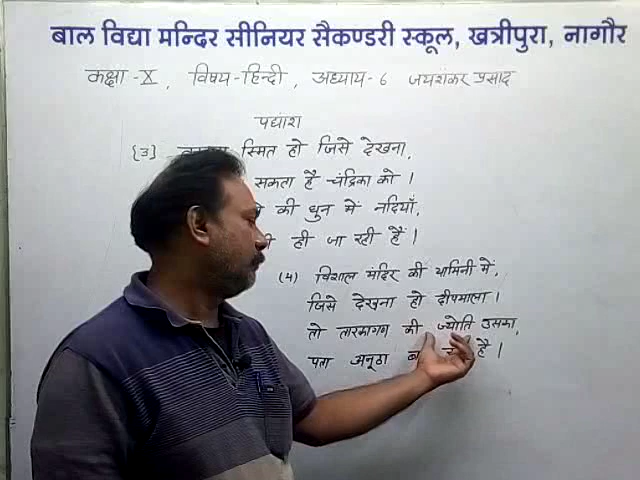 बाल विद्या मन्दिर सीनियर सैकण्डरी स्कूल, खत्रीपुरा, नागौर
कक्षा -X, विषय-हिन्दी, अध्याय-6 जयशंकर प्रसाद
पद्यांश
[3] स्मित हो जिसे देखना,
सकता है चंद्रिका को।
की धुन में नदियाँ,
ही जा रही हैं।
(4) विशाल मंदिर की यामिनी में,
जिसे देखना हो दीपमाला।
तो तारकागण की ज्योति उसका,
पता अनूठा है।